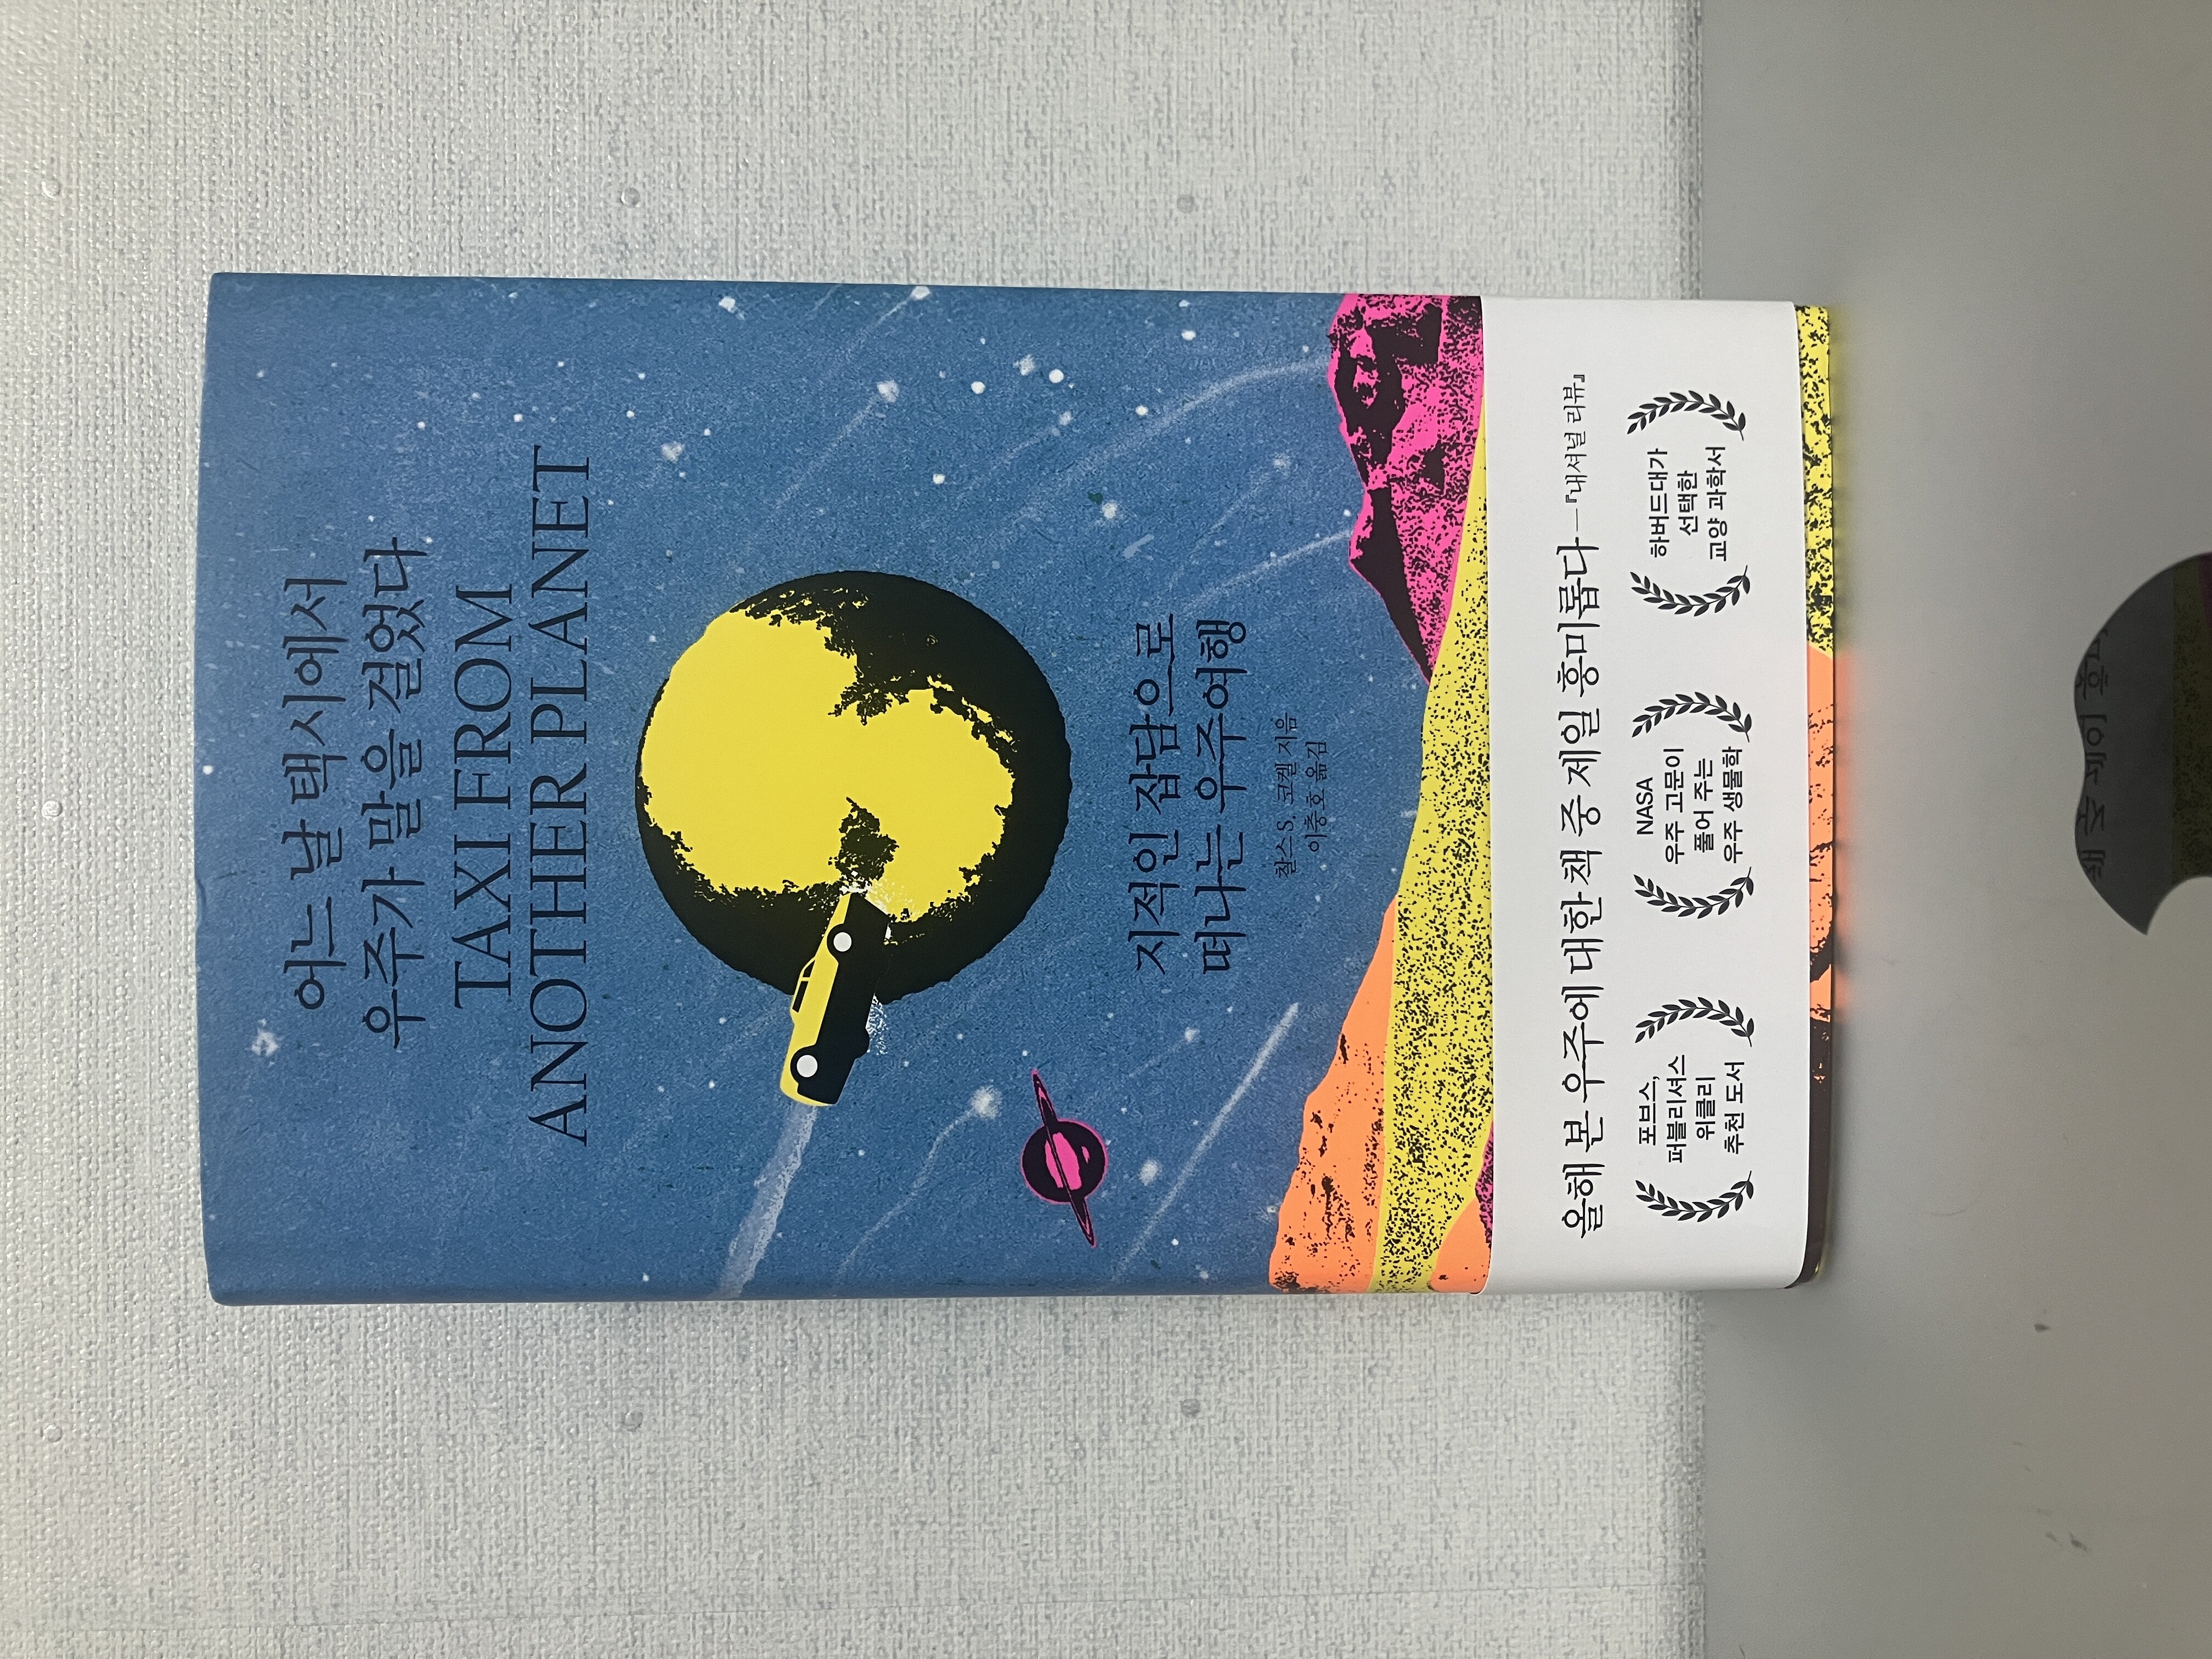 어느 날 택시에서
우주가 말을 걸었다
TAXI FROM
ANOTHER PLANET
지적인 잡담으로
떠나는 우주여행
찰스 S. 코켈 지음
이충호 옮김
올해 본 우주에 대한 책 중 제일 흥미롭다 —『내셔널 리뷰』
포브스,
퍼블리셔스
위클리
추천 도서
NASA
우주 고문이
풀어 주는
우주 생물학
하버드대가
선택한
교양 과학서